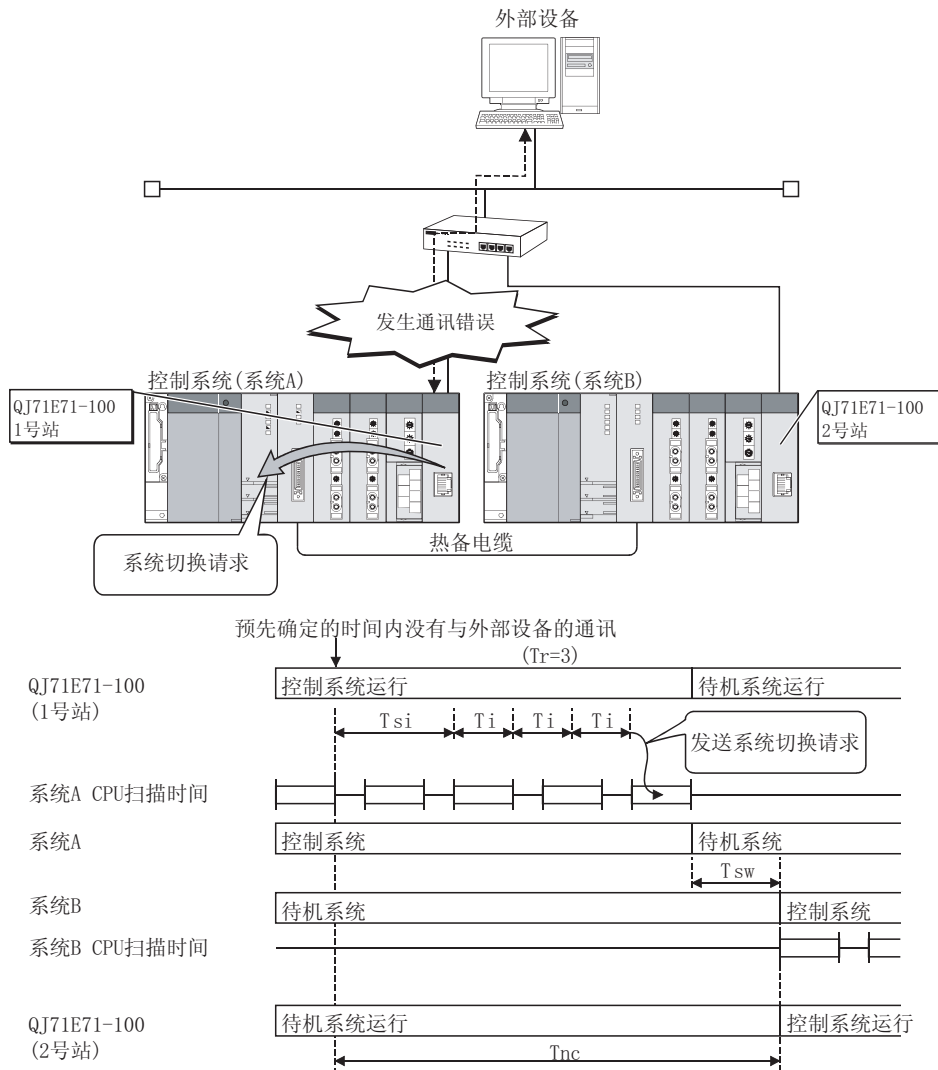 外部设备
发生通讯错误
控制系统(系统A)
控制系统(系统B)
QJ71E71-100
1号站
QJ71E71-100
2号站
热备电缆
系统切换请求
预先确定的时间内没有与外部设备的通讯
(Tr=3)
QJ71E71-100
(1号站)
控制系统运行
待机系统运行
Tsi
Ti
Ti
Ti
发送系统切换请求
系统A CPU扫描时间
系统A
控制系统
待机系统
Tsw
系统B
待机系统
控制系统
系统B CPU扫描时间
QJ71E71-100
(2号站)
待机系统运行
控制系统运行
Tnc